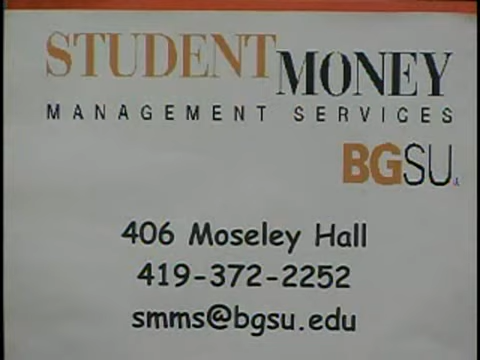 STUDENT MONEY
MANAGEMENT SERVICES
BGSU
406 Moseley Hall
419-372-2252
smms@bgsu.edu